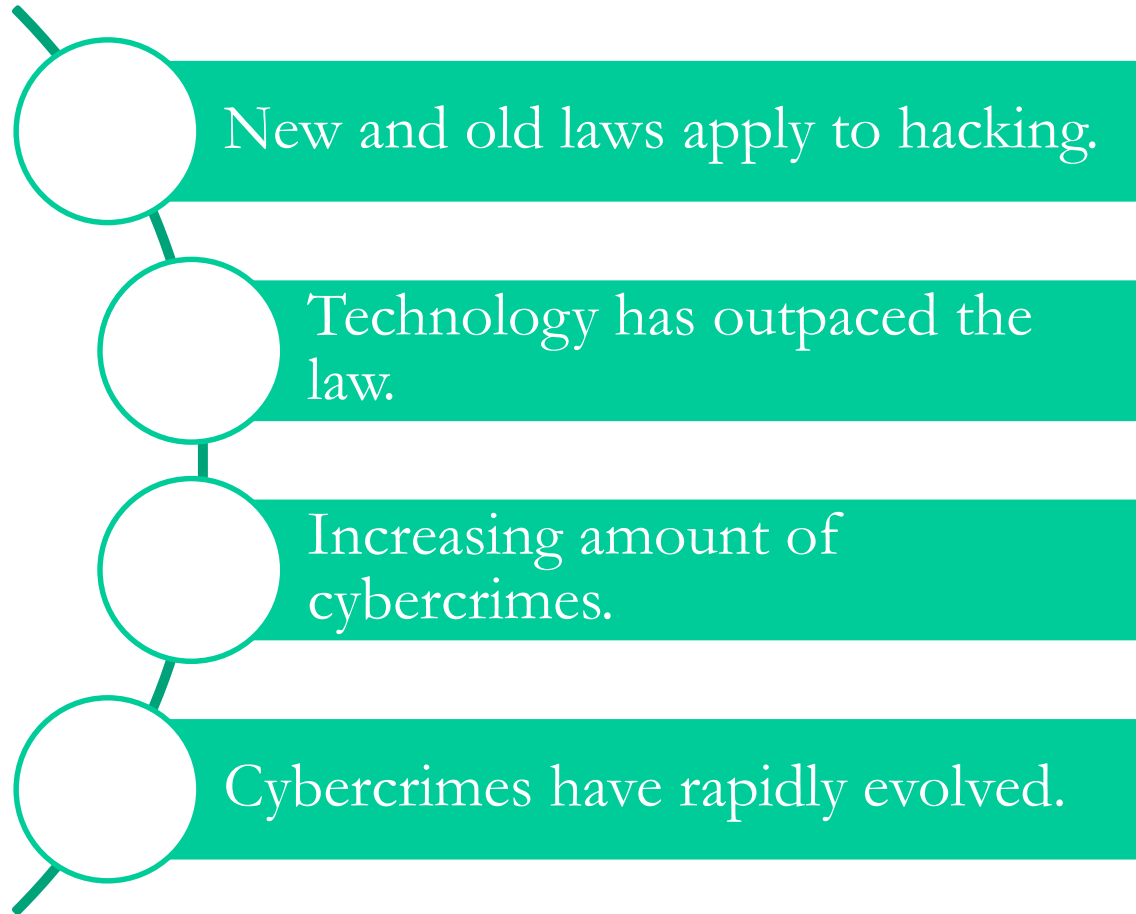 New and old laws apply to hacking.
Technology has outpaced the
law.
Increasing amount of
cybercrimes.
Cybercrimes have rapidly evolved.